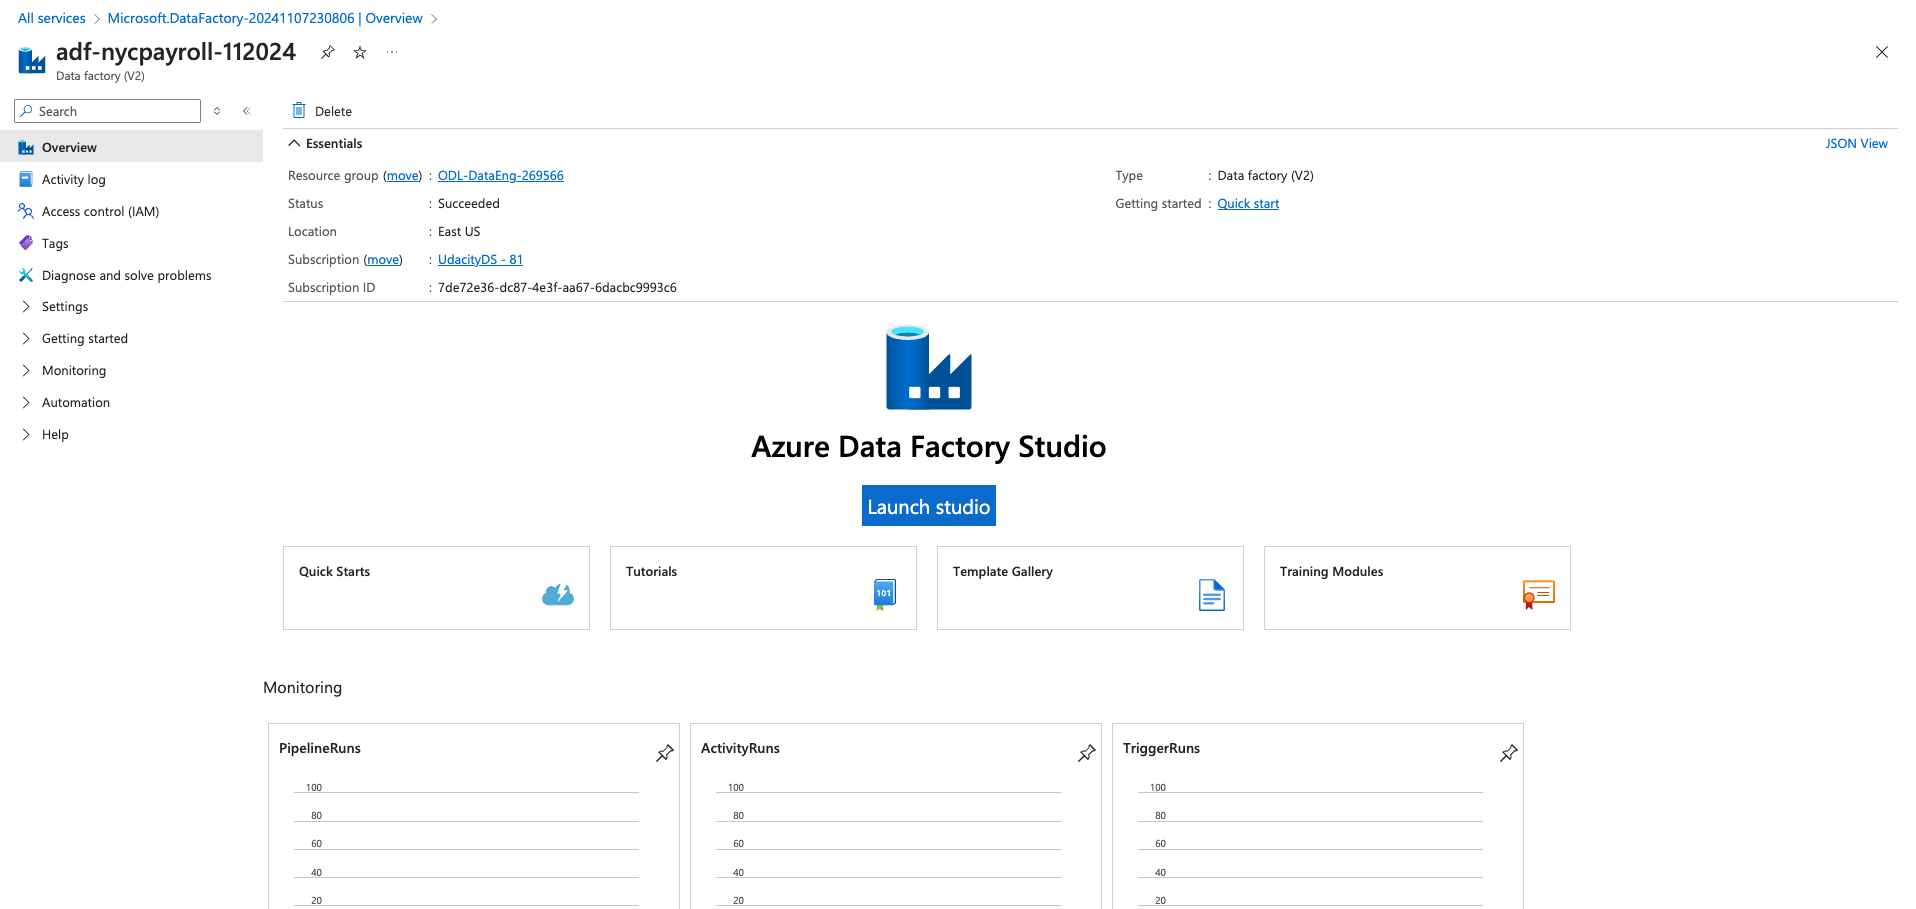 All services > Microsoft.DataFactory-20241107230806 | Overview >
adf-nycpayroll-112024
Data factory (V2)
Search
Overview
Activity log
Access control (IAM)
Tags
Diagnose and solve problems
Settings
Getting started
Monitoring
Automation
Help
Delete
Essentials
JSON View
Resource group (move) : ODL-DataEng-269566
Status : Succeeded
Location : East US
Subscription (move) : UdacityDS - 81
Subscription ID : 7de72e36-dc87-4e3f-aa67-6dacbc9993c6
Type : Data factory (V2)
Getting started : Quick start
Azure Data Factory Studio
Launch studio
Quick Starts
Tutorials
101
Template Gallery
Training Modules
Monitoring
PipelineRuns
100
80
60
40
20
ActivityRuns
100
80
60
40
20
TriggerRuns
100
80
60
40
20